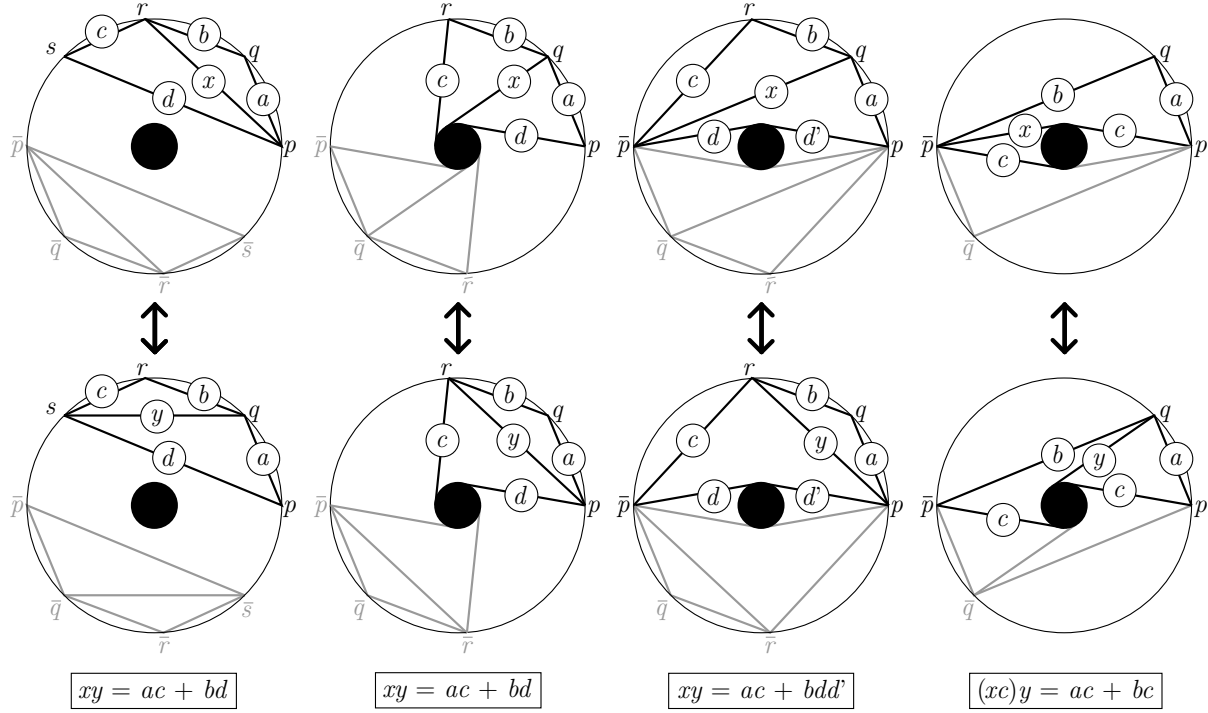 r
s c b q
x
d a
p̄ p
q̄ s̄
r̄
r
b q
c x a
d
p̄ p
q̄
r̄
r
b q
c x a
p̄ d d' p
q̄
r̄
q
b a
p̄ x c p
c
q̄
r
s c b q
y
d a
p̄ p
q̄ s̄
r̄
r
b q
c y a
d
p̄ p
q̄
r̄
r
b q
c y a
p̄ d d' p
q̄
r̄
q
b y a
p̄ c p
c
q̄
xy = ac + bd
xy = ac + bd
xy = ac + bdd'
(xc)y = ac + bc